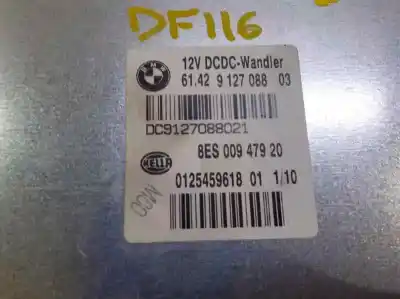 DF116
BMW
12V DCDC-Wandler
61.42 9 127 088 03
DC9127088021
8ES 009 479 20
HELLA
0125459618 01 1/10